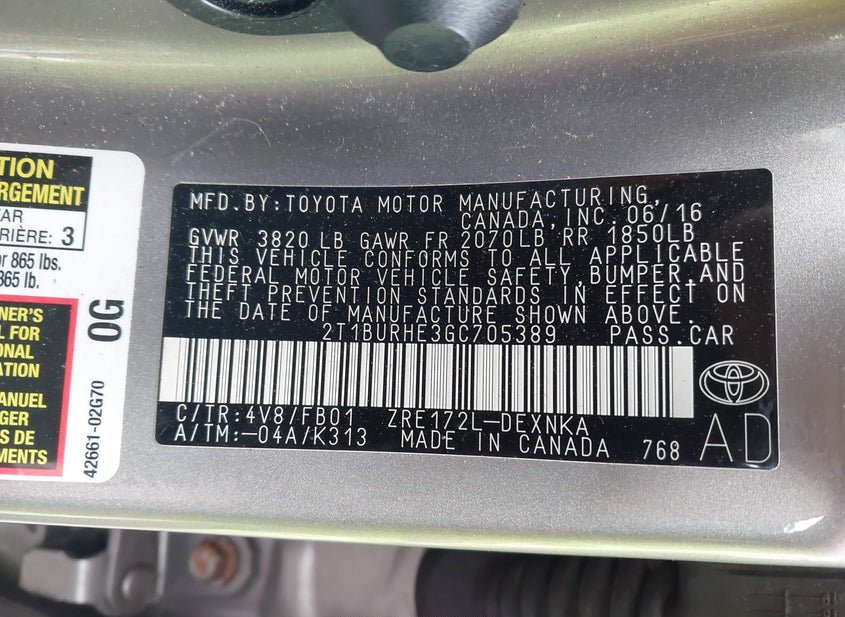 TION
RGEMENT
AR
RIÈRE: 3
or 865 lbs.
865 lb.
NER'S
L FOR
ONAL
ATION
ANUEL
GER
S DE
MENTS
0G
42661-02G70
MFD.BY:TOYOTA MOTOR MANUFACTURING,
CANADA,INC.06/16
GVWR 3820LB GAWR FR 2070LB RR 1850LB
THIS VEHICLE CONFORMS TO ALL APPLICABLE
FEDERAL MOTOR VEHICLE SAFETY,BUMPER,AND
THEFT PREVENTION STANDARDS IN EFFECT ON
THE DATE OF MANUFACTURE SHOWN ABOVE.
2T1BURHE3GC705389 PASS.CAR
C/TR:4V8/FB01 ZRE172L-DEXNKA
A/TM:-04A/K313 MADE IN CANADA 768
AD